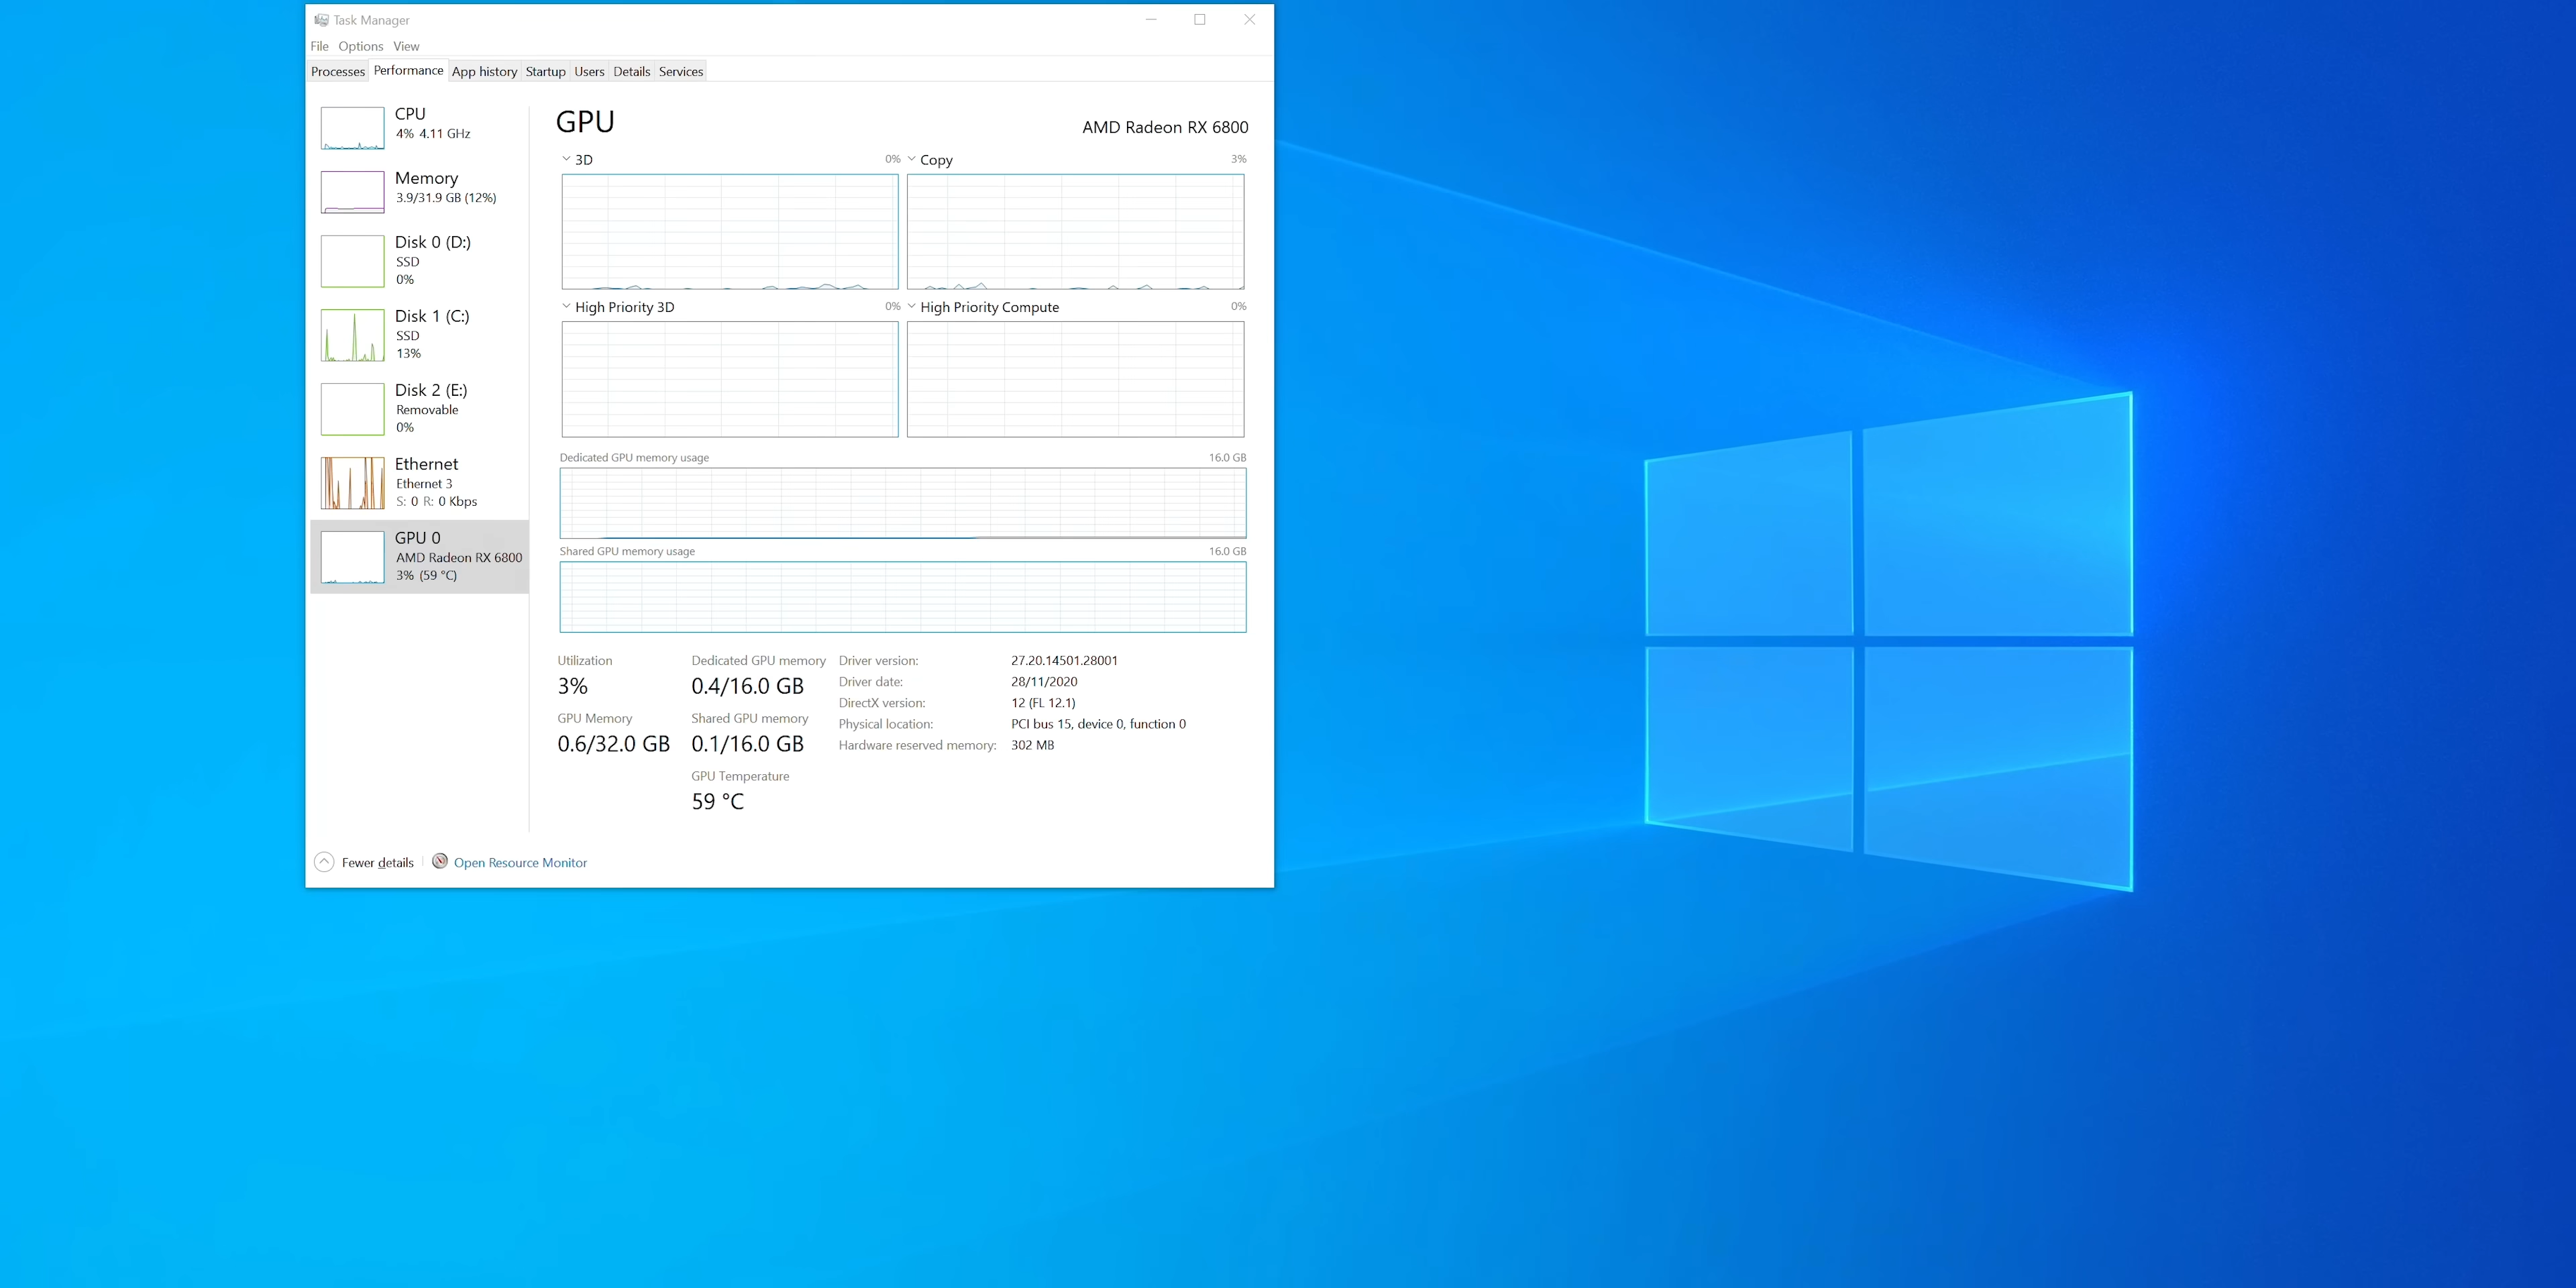 Task Manager
File Options View
Processes Performance App history Startup Users Details Services
CPU
4% 4.11 GHz
Memory
3.9/31.9 GB (12%)
Disk 0 (D:)
SSD
0%
Disk 1 (C:)
SSD
13%
Disk 2 (E:)
Removable
0%
Ethernet
Ethernet 3
S: 0 R: 0 Kbps
GPU 0
AMD Radeon RX 6800
3% (59 °C)
GPU
AMD Radeon RX 6800
3D 0%
Copy 3%
High Priority 3D 0%
High Priority Compute 0%
Dedicated GPU memory usage 16.0 GB
Shared GPU memory usage 16.0 GB
Utilization
3%
Dedicated GPU memory
0.4/16.0 GB
GPU Memory
0.6/32.0 GB
Shared GPU memory
0.1/16.0 GB
GPU Temperature
59 °C
Driver version: 27.20.14501.28001
Driver date: 28/11/2020
DirectX version: 12 (FL 12.1)
Physical location: PCI bus 15, device 0, function 0
Hardware reserved memory: 302 MB
Fewer details
Open Resource Monitor